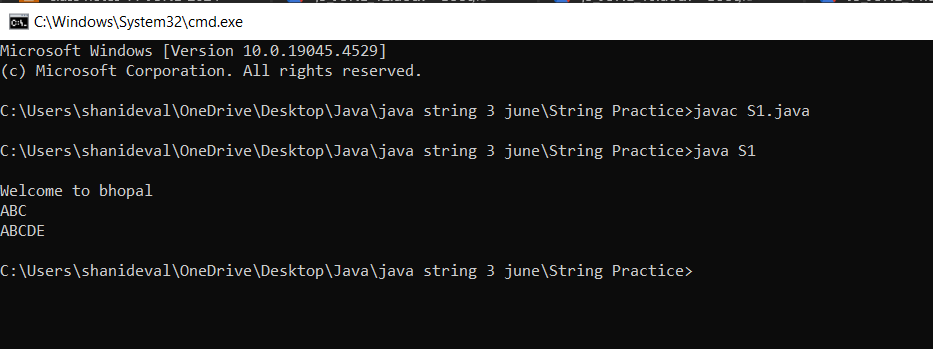 C:\Windows\System32\cmd.exe
Microsoft Windows [Version 10.0.19045.4529]
(c) Microsoft Corporation. All rights reserved.
C:\Users\shanideval\OneDrive\Desktop\Java\java string 3 june\String Practice>javac S1.java
C:\Users\shanideval\OneDrive\Desktop\Java\java string 3 june\String Practice>java S1
Welcome to bhopal
ABC
ABCDE
C:\Users\shanideval\OneDrive\Desktop\Java\java string 3 june\String Practice>